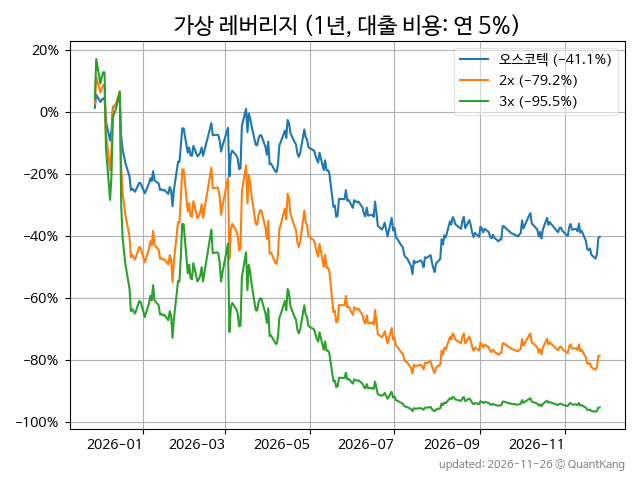 가상 레버리지 (1년, 대출 비용: 연 5%)
20%
0%
−20%
−40%
−60%
−80%
−100%
오스코텍 (-41.1%)
2x (-79.2%)
3x (-95.5%)
2026-01 2026-03 2026-05 2026-07 2026-09 2026-11
updated: 2026-11-26 © QuantKang